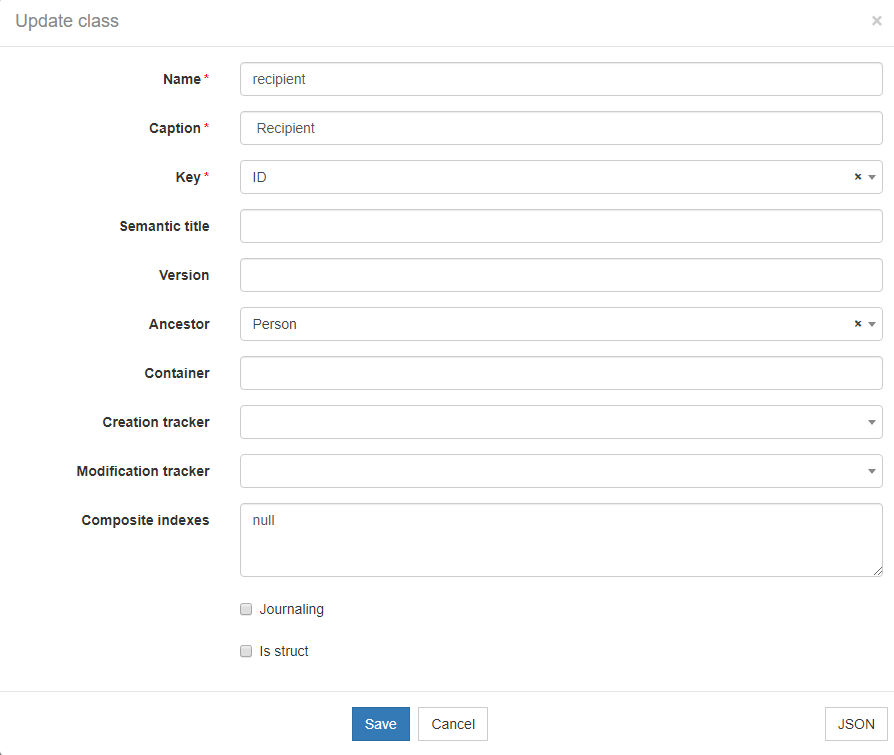 Update class ×
Name * recipient
Caption * Recipient
Key * ID ×
Semantic title
Version
Ancestor Person ×
Container
Creation tracker
Modification tracker
Composite indexes null
Journaling
Is struct
Save Cancel JSON